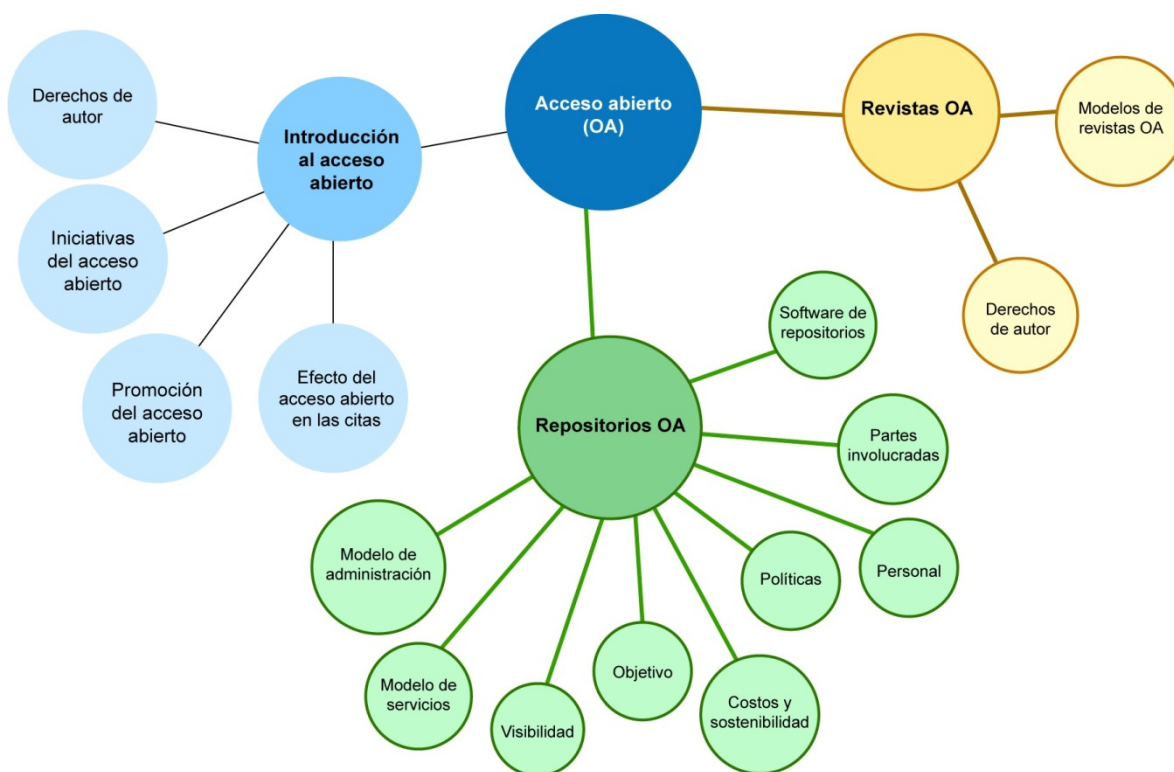 Acceso abierto
(OA)
Introducción
al acceso
abierto
Derechos de
autor
Iniciativas
del acceso
abierto
Promoción
del acceso
abierto
Efecto del
acceso abierto
en las citas
Revistas OA
Modelos de
revistas OA
Derechos
de autor
Repositorios OA
Software de
repositorios
Partes
involucradas
Personal
Políticas
Costos y
sostenibilidad
Objetivo
Visibilidad
Modelo de
servicios
Modelo de
administración